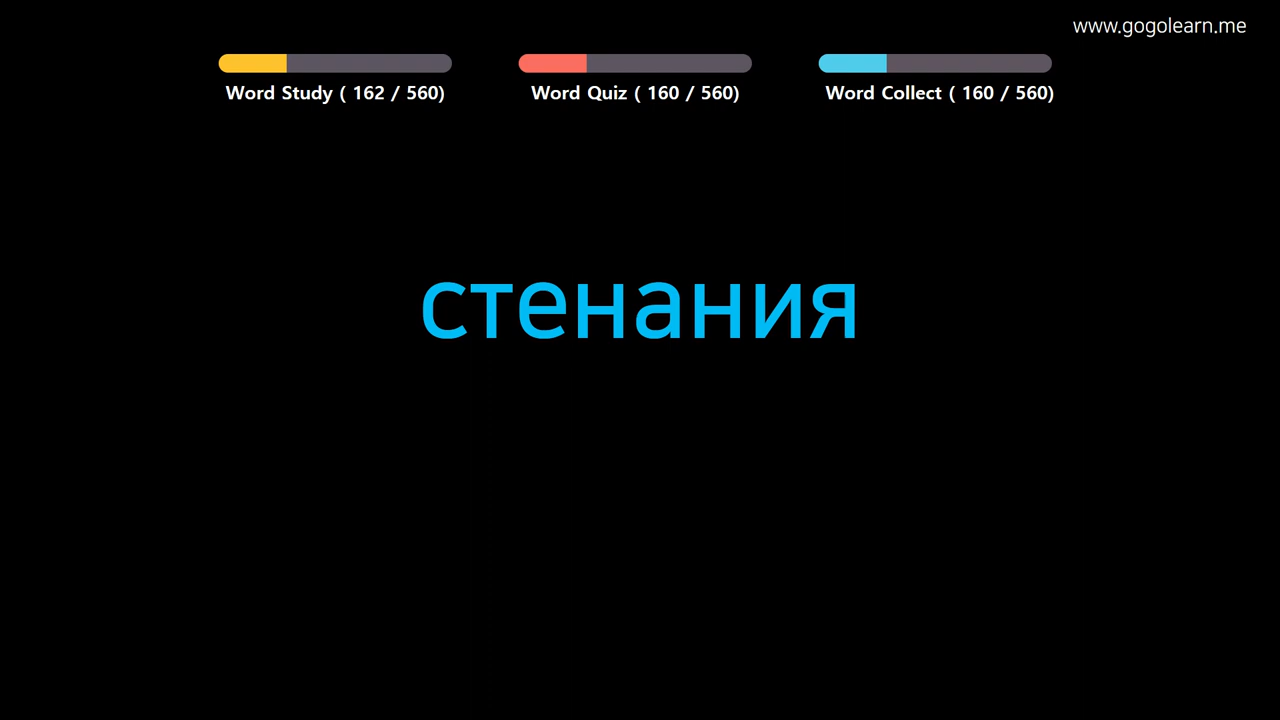 www.gogolearn.me
Word Study ( 162 / 560)
Word Quiz ( 160 / 560)
Word Collect ( 160 / 560)
стенания